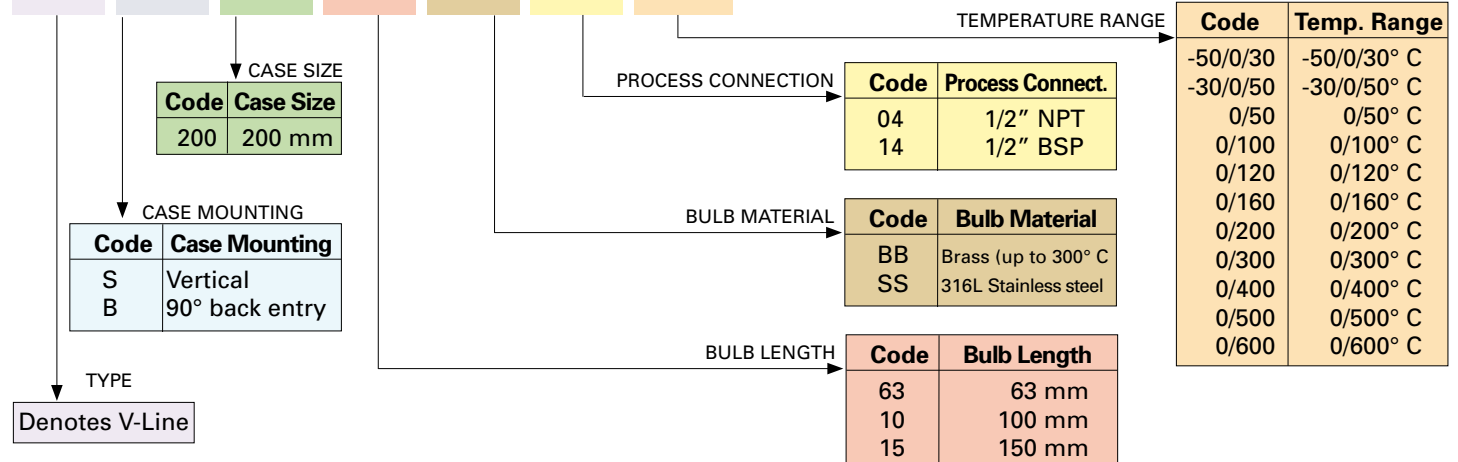 TEMPERATURE RANGE
Code Temp. Range
-50/0/30 -50/0/30° C
-30/0/50 -30/0/50° C
0/50 0/50° C
0/100 0/100° C
0/120 0/120° C
0/160 0/160° C
0/200 0/200° C
0/300 0/300° C
0/400 0/400° C
0/500 0/500° C
0/600 0/600° C
CASE SIZE
Code Case Size
200 200 mm
PROCESS CONNECTION
Code Process Connect.
04 1/2” NPT
14 1/2” BSP
CASE MOUNTING
Code Case Mounting
S Vertical
B 90° back entry
BULB MATERIAL
Code Bulb Material
BB Brass (up to 300° C
SS 316L Stainless steel
BULB LENGTH
Code Bulb Length
63 63 mm
10 100 mm
15 150 mm
TYPE
Denotes V-Line